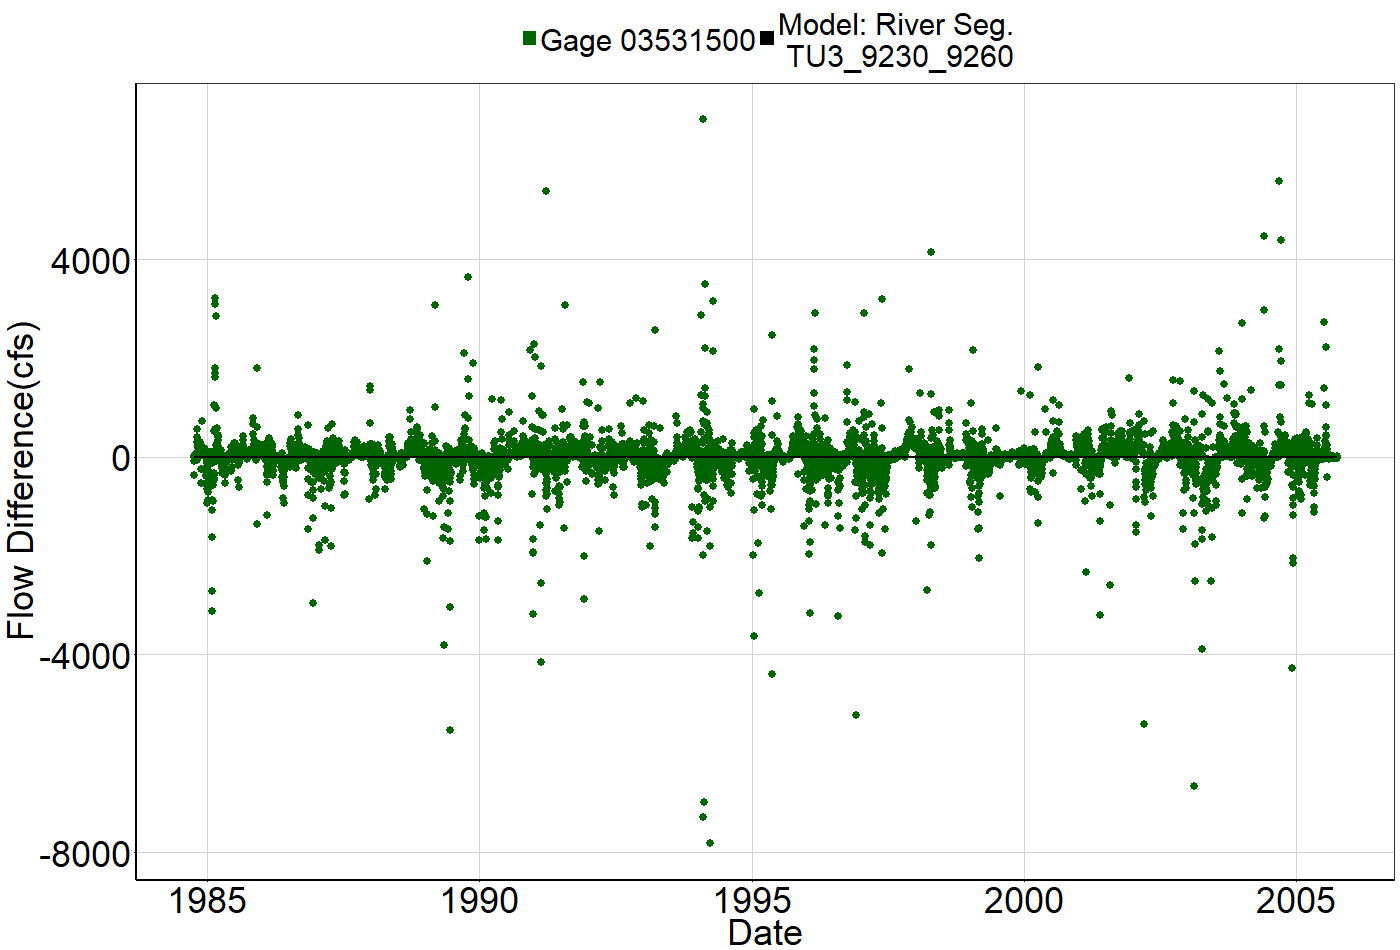 Gage 03531500
Model: River Seg.
TU3_9230_9260
Flow Difference(cfs)
4000
0
-4000
-8000
1985
1990
1995
2000
2005
Date